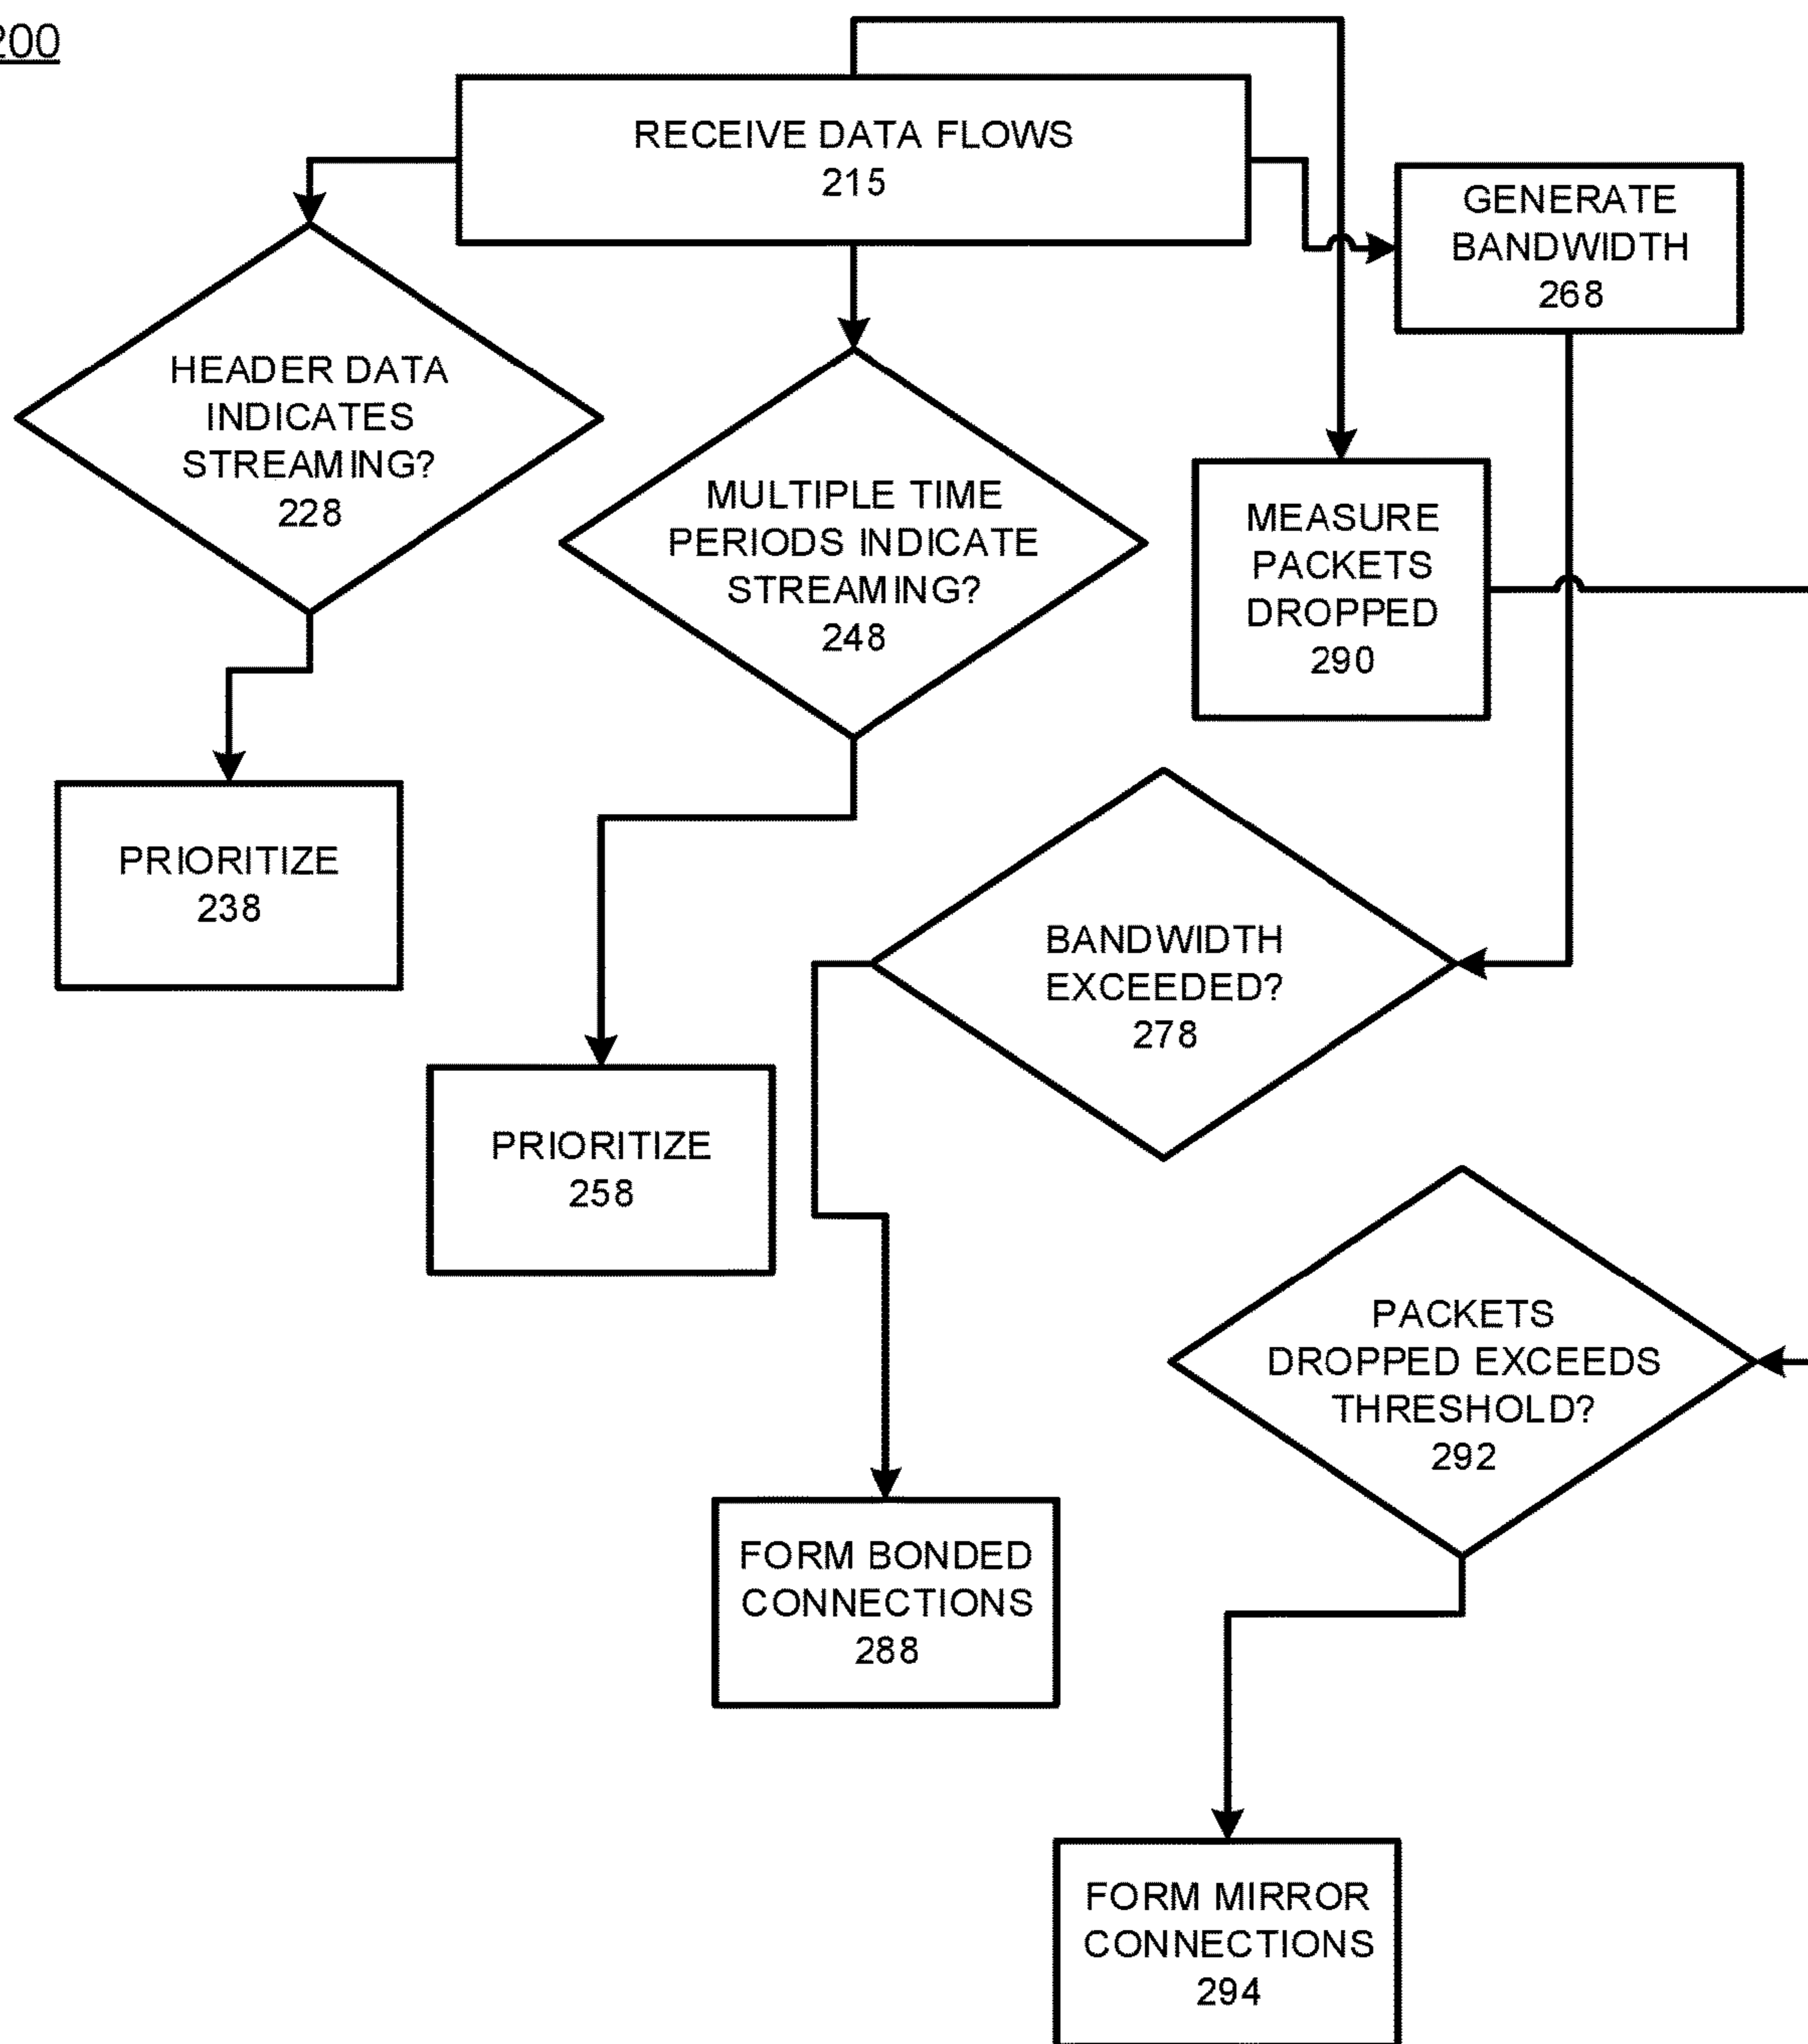 200
RECEIVE DATA FLOWS
215
GENERATE
BANDWIDTH
268
HEADER DATA
INDICATES
STREAMING?
228
MULTIPLE TIME
PERIODS INDICATE
STREAMING?
248
MEASURE
PACKETS
DROPPED
290
PRIORITIZE
238
BANDWIDTH
EXCEEDED?
278
PRIORITIZE
258
PACKETS
DROPPED EXCEEDS
THRESHOLD?
292
FORM BONDED
CONNECTIONS
288
FORM MIRROR
CONNECTIONS
294